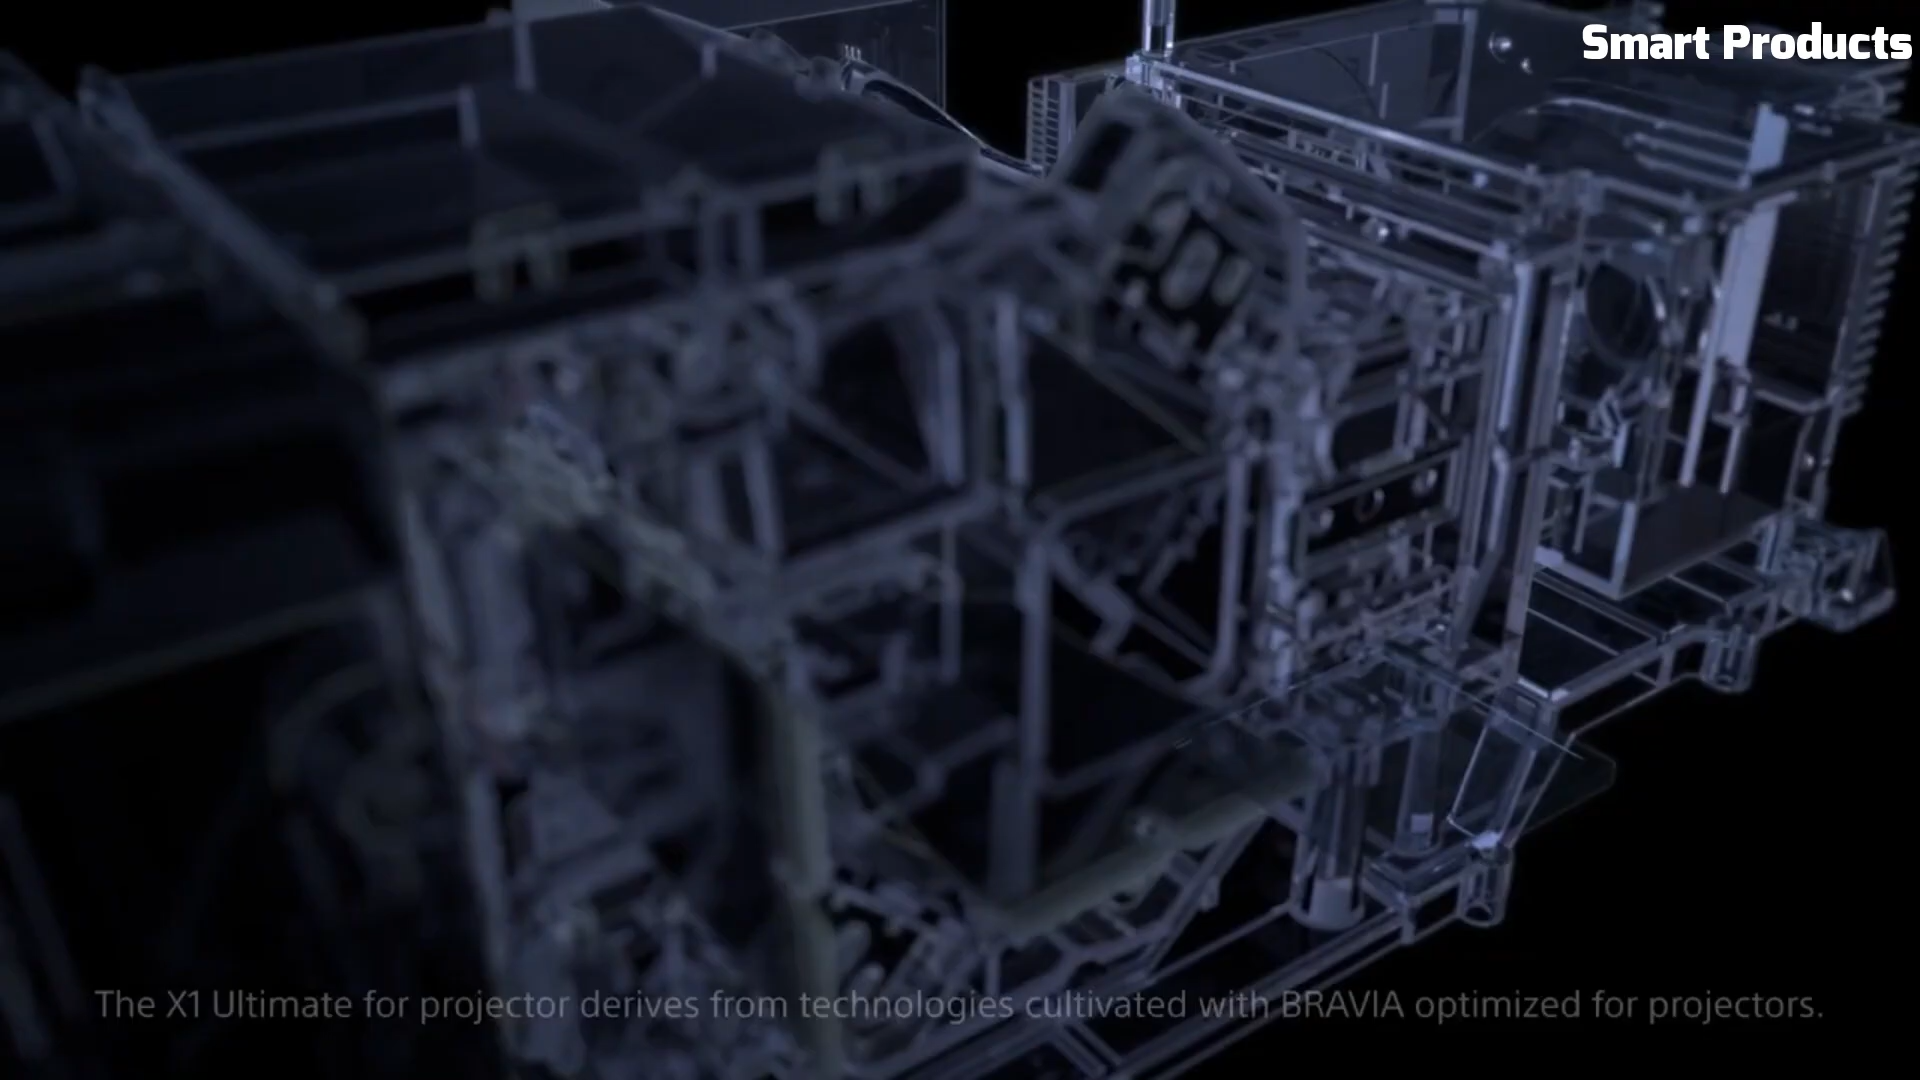 Smart Products
The X1 Ultimate for projector derives from technologies cultivated with BRAVIA optimized for projectors.